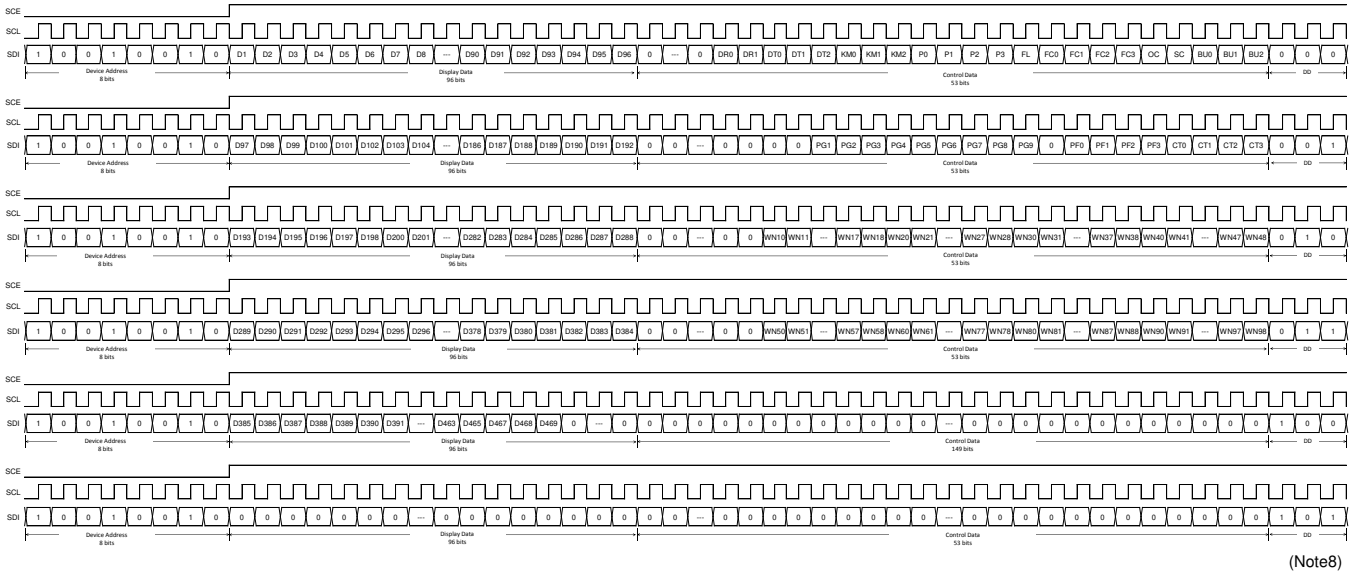 SCE
SCL
SDI 1 0 0 1 0 0 1 0 D1 D2 D3 D4 D5 D6 D7 D8 --- D90 D91 D92 D93 D94 D95 D96 0 --- 0 DR0 DR1 DT0 DT1 DT2 KM0 KM1 KM2 P0 P1 P2 P3 FL FC0 FC1 FC2 FC3 OC SC BU0 BU1 BU2 0 0 0
Device Address Display Data Control Data DD
8 bits 96 bits 53 bits
SCE
SCL
SDI 1 0 0 1 0 0 1 0 D97 D98 D99 D100 D101 D102 D103 D104 --- D186 D187 D188 D189 D190 D191 D192 0 0 --- 0 0 0 0 PG1 PG2 PG3 PG4 PG5 PG6 PG7 PG8 PG9 0 PF0 PF1 PF2 PF3 CT0 CT1 CT2 CT3 0 0 1
Device Address Display Data Control Data DD
8 bits 96 bits 53 bits
SCE
SCL
SDI 1 0 0 1 0 0 1 0 D193 D194 D195 D196 D197 D198 D200 D201 --- D282 D283 D284 D285 D286 D287 D288 0 0 --- 0 0 WN10 WN11 --- WN17 WN18 WN20 WN21 --- WN27 WN28 WN30 WN31 --- WN37 WN38 WN40 WN41 --- WN47 WN48 0 1 0
Device Address Display Data Control Data DD
8 bits 96 bits 53 bits
SCE
SCL
SDI 1 0 0 1 0 0 1 0 D289 D290 D291 D292 D293 D294 D295 D296 --- D378 D379 D380 D381 D382 D383 D384 0 0 --- 0 0 WN50 WN51 --- WN57 WN58 WN60 WN61 --- WN77 WN78 WN80 WN81 --- WN87 WN88 WN90 WN91 --- WN97 WN98 0 1 1
Device Address Display Data Control Data DD
8 bits 96 bits 53 bits
SCE
SCL
SDI 1 0 0 1 0 0 1 0 D385 D386 D387 D388 D389 D390 D391 --- D463 D465 D467 D468 D469 0 --- 0 0 0 0 0 0 0 0 0 0 0 0 0 --- 0 0 0 0 0 0 0 0 0 0 0 0 1 0 0
Device Address Display Data Control Data DD
8 bits 96 bits 149 bits
SCE
SCL
SDI 1 0 0 1 0 0 1 0 0 0 0 0 0 0 0 --- 0 0 0 0 0 0 0 0 0 0 --- 0 0 0 0 0 0 0 0 0 --- 0 0 0 0 0 0 0 0 0 0 0 0 1 0 1
Device Address Display Data Control Data DD
8 bits 96 bits 53 bits
(Note8)